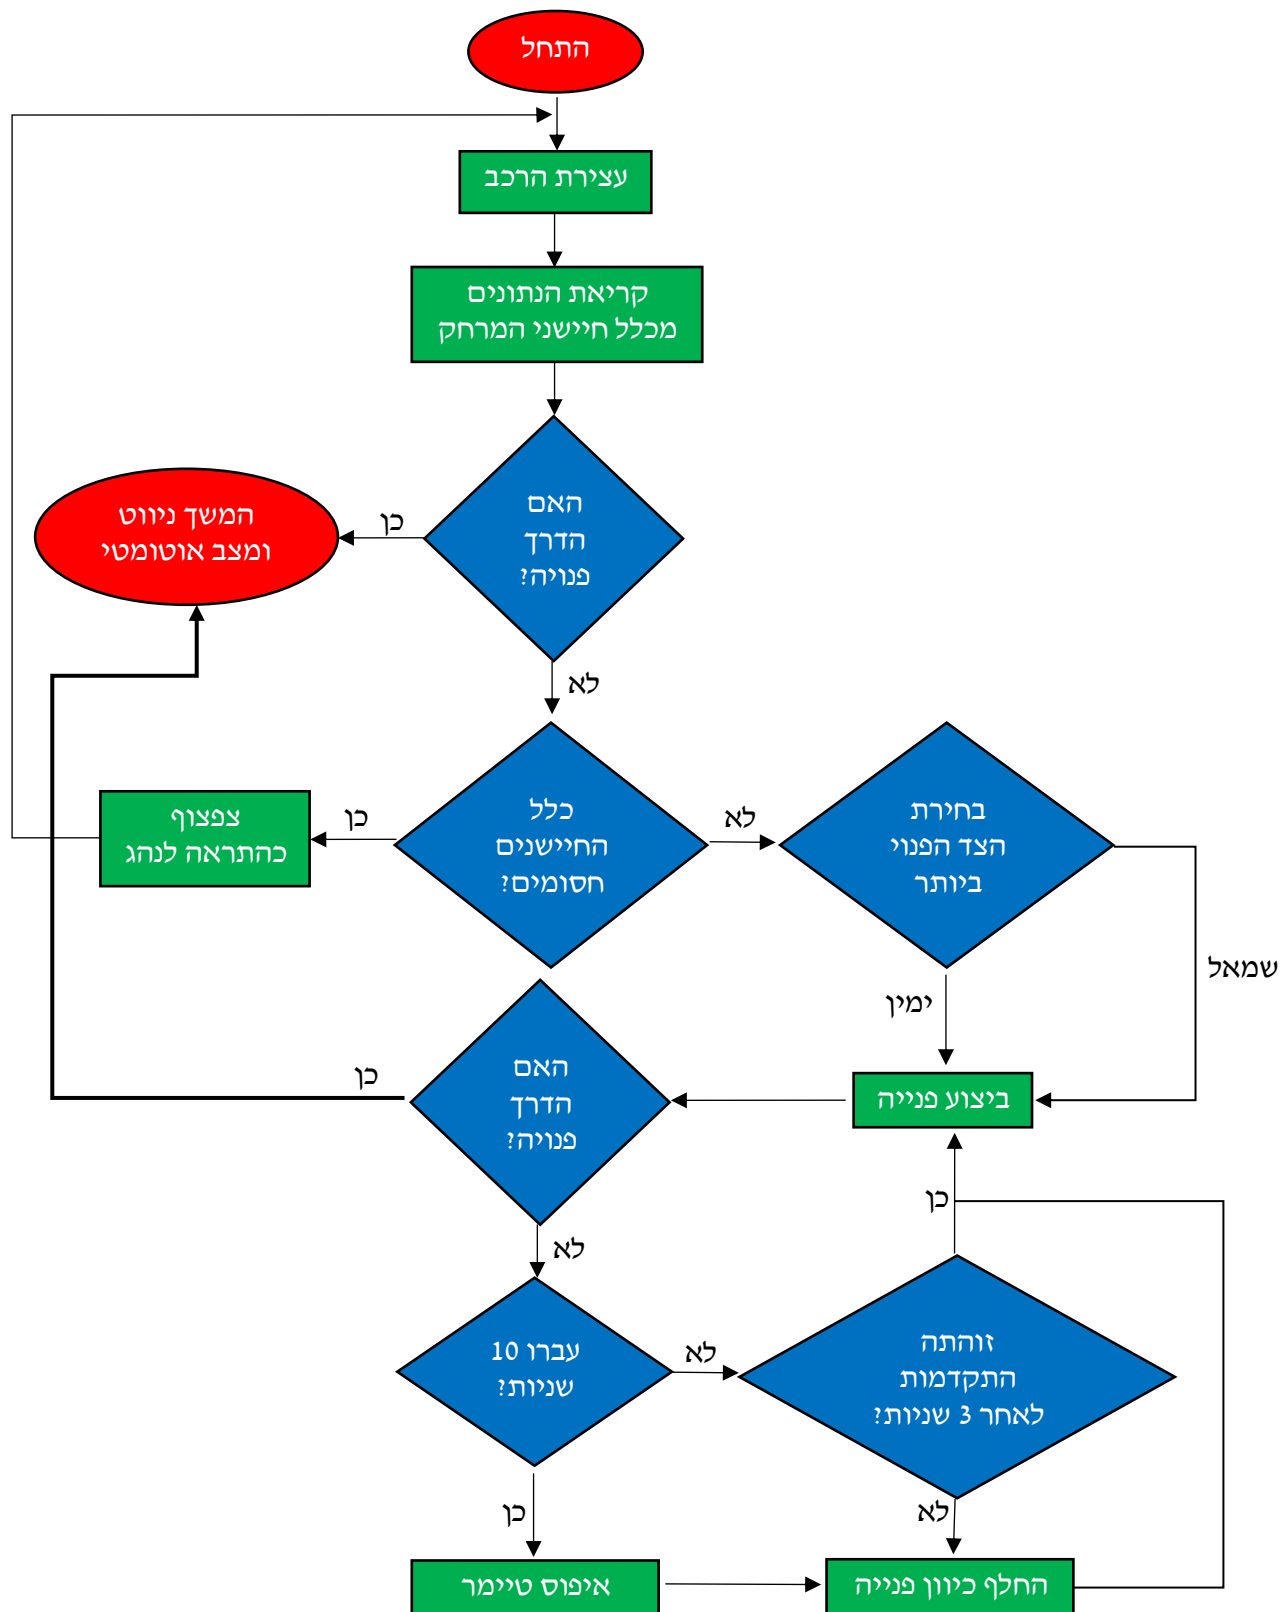 התחל
עצירת הרכב
קריאת הנתונים
מכלל חיישני המרחק
האם
הדרך
פנויה?
כן
המשך ניווט
ומצב אוטומטי
לא
כלל
החיישנים
חסומים?
כן
צפצוף
כהתראה לנהג
לא
בחירת
הצד הפנוי
ביותר
שמאל
ימין
ביצוע פנייה
האם
הדרך
פנויה?
כן
לא
עברו 10
שניות?
לא
זוהתה
התקדמות
לאחר 3 שניות?
כן
לא
כן
איפוס טיימר
החלף כיוון פנייה